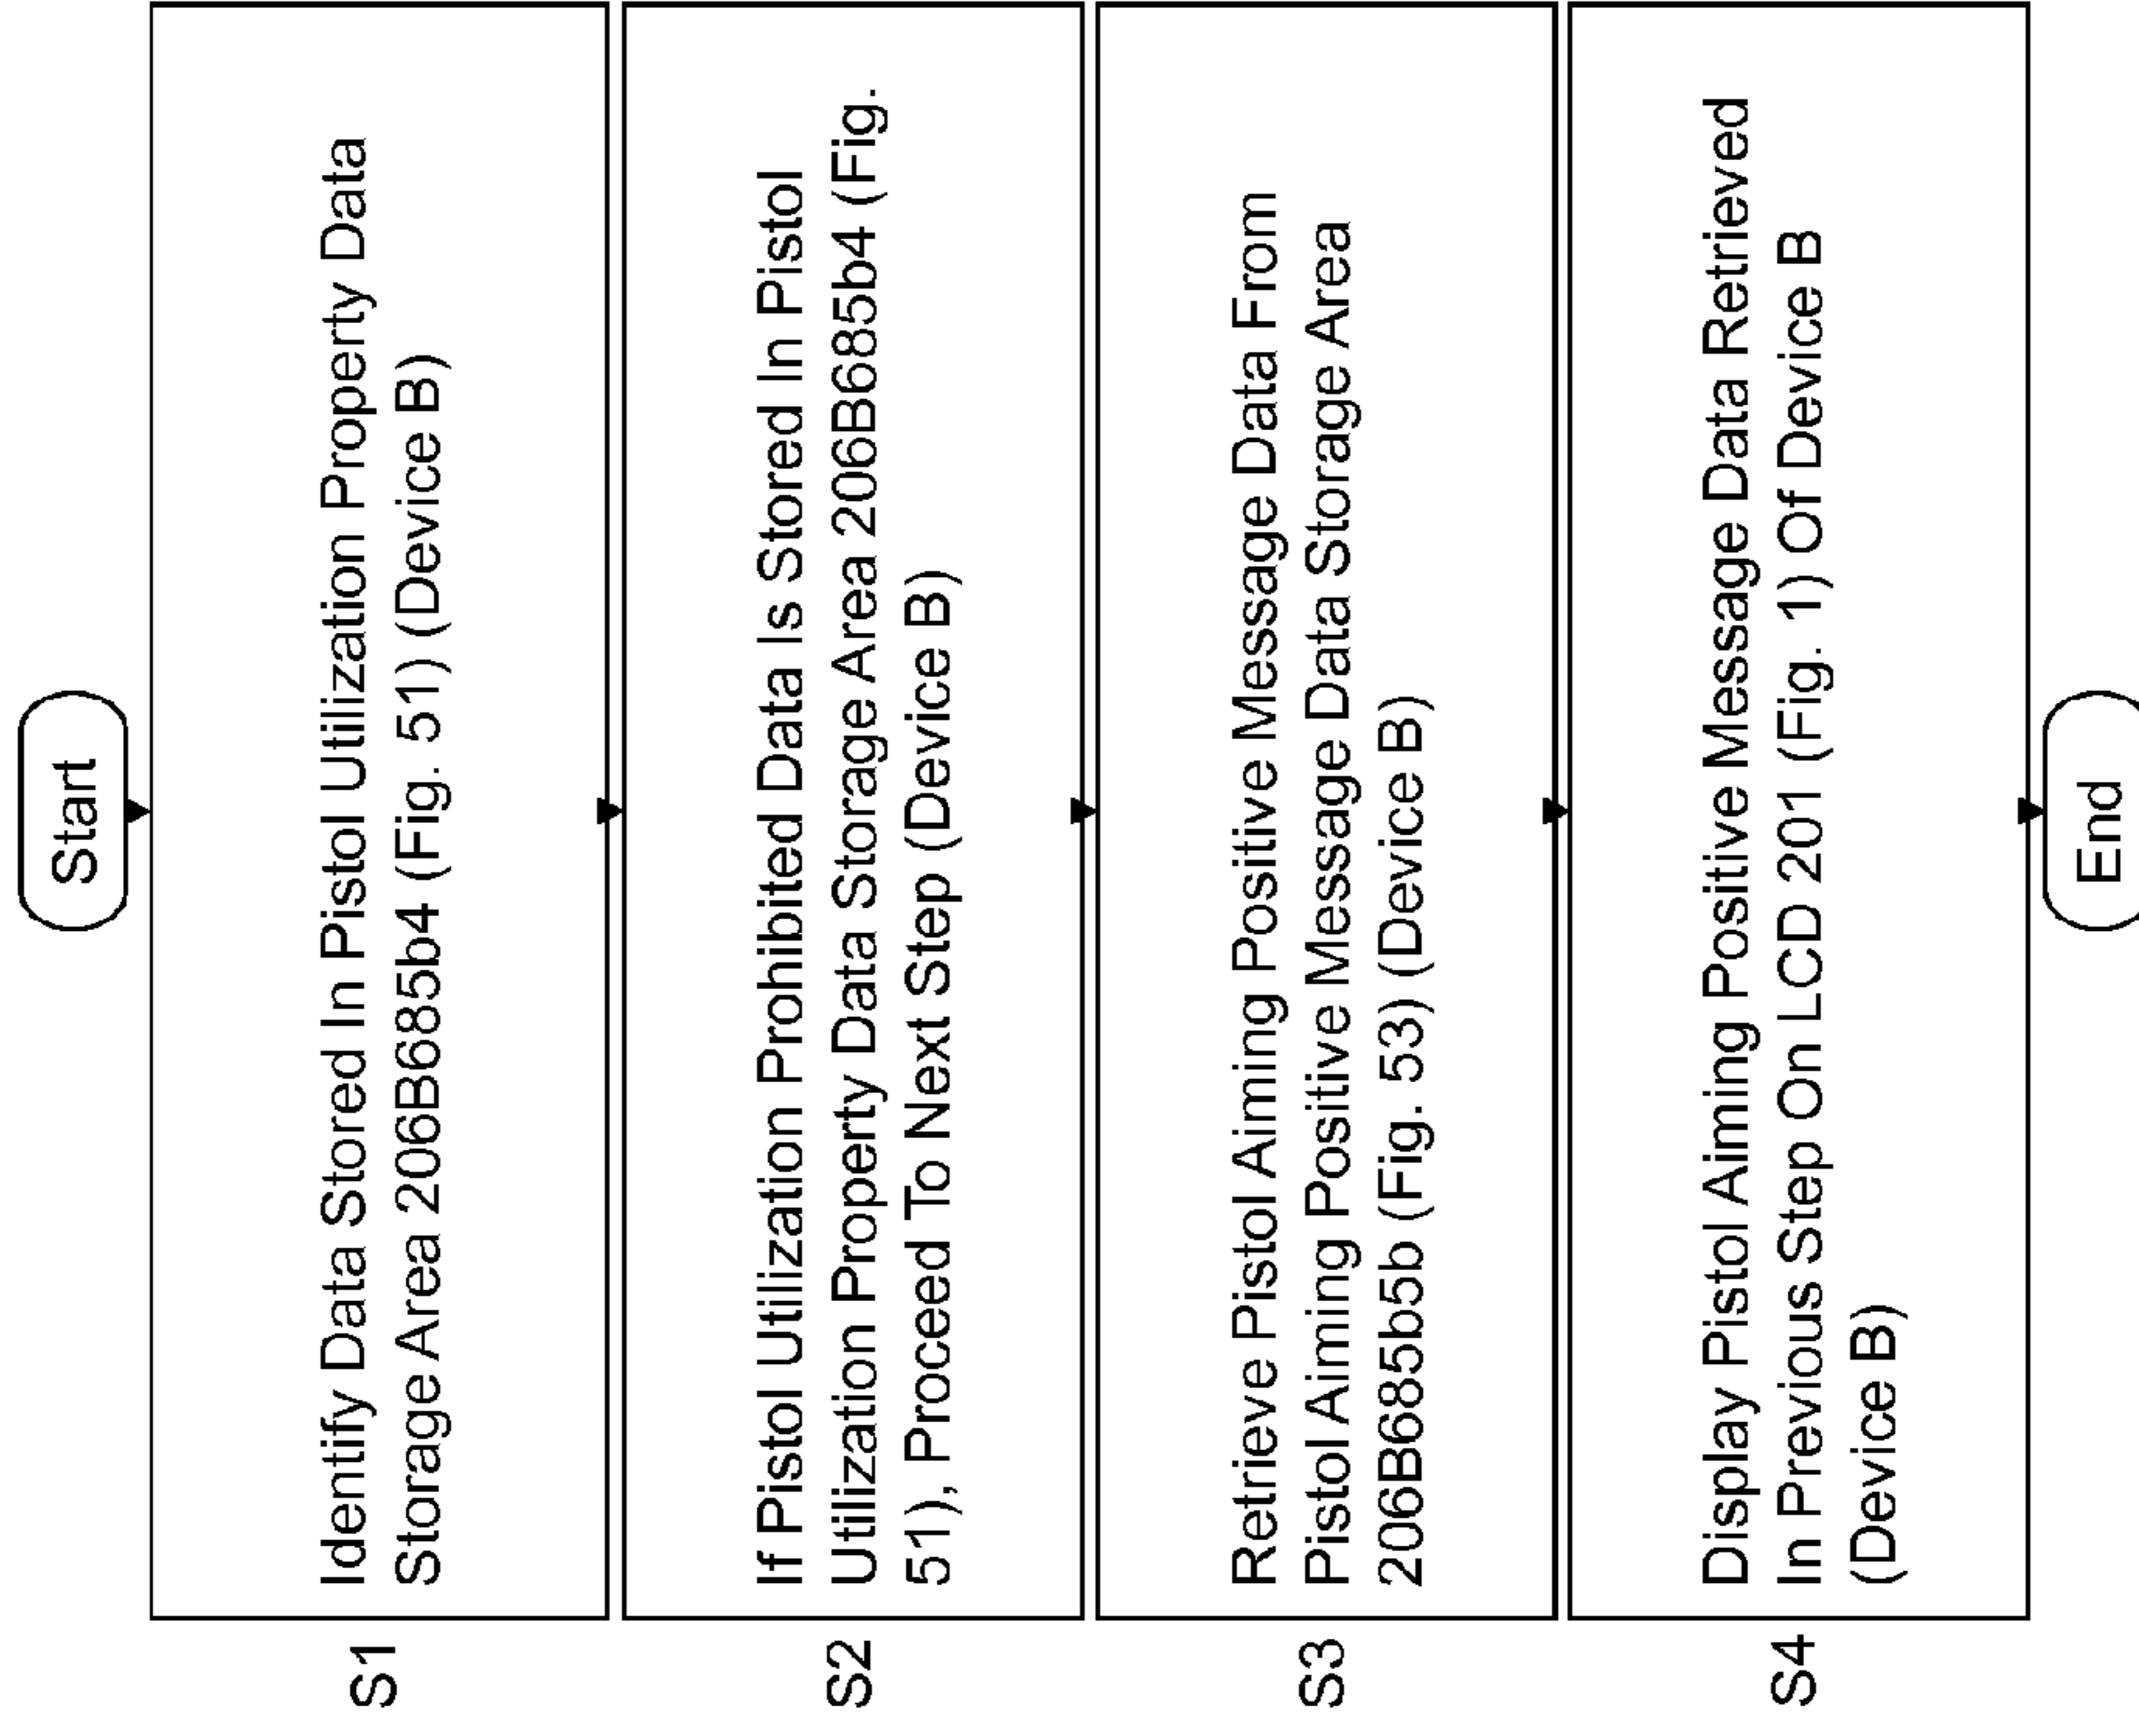 Start
S1
Identify Data Stored In Pistol Utilization Property Data
Storage Area 206B685b4 (Fig. 51) (Device B)
S2
If Pistol Utilization Prohibited Data Is Stored In Pistol
Utilization Property Data Storage Area 206B685b4 (Fig.
51), Proceed To Next Step (Device B)
S3
Retrieve Pistol Aiming Positive Message Data From
Pistol Aiming Positive Message Data Storage Area
206B685b5b (Fig. 53) (Device B)
S4
Display Pistol Aiming Positive Message Data Retrieved
In Previous Step On LCD 201 (Fig. 1) Of Device B
(Device B)
End